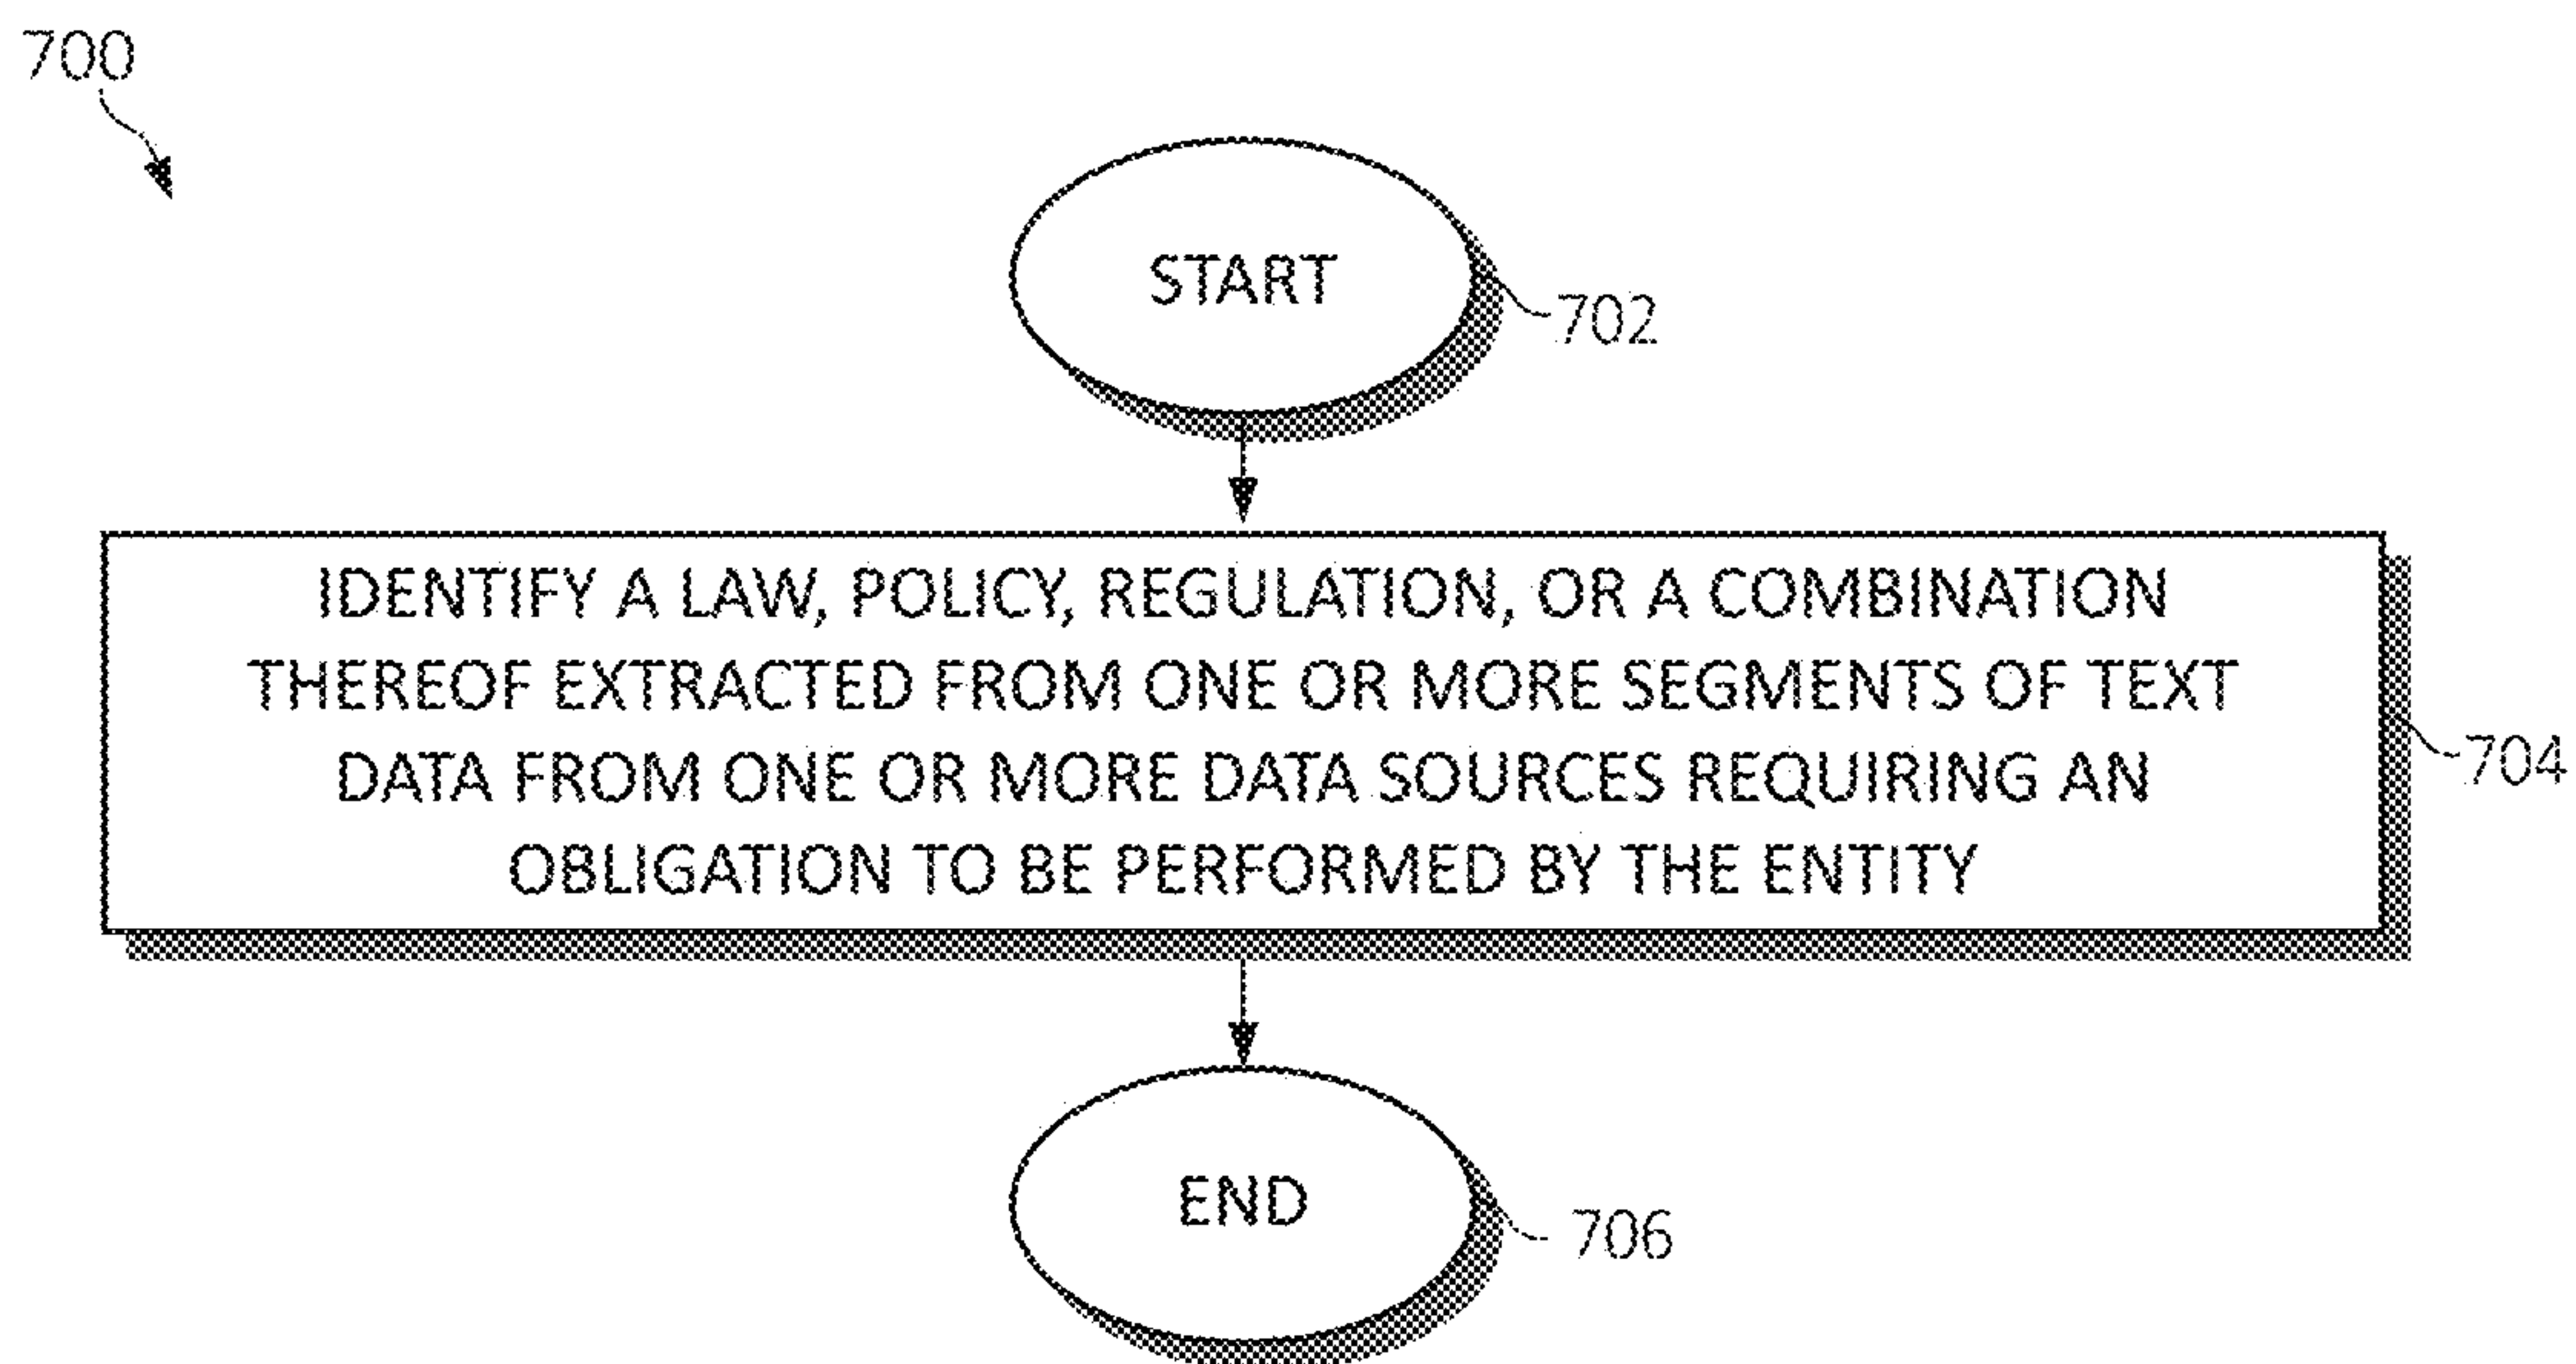 700
START
702
IDENTIFY A LAW, POLICY, REGULATION, OR A COMBINATION
THEREOF EXTRACTED FROM ONE OR MORE SEGMENTS OF TEXT
DATA FROM ONE OR MORE DATA SOURCES REQUIRING AN
OBLIGATION TO BE PERFORMED BY THE ENTITY
704
END
706